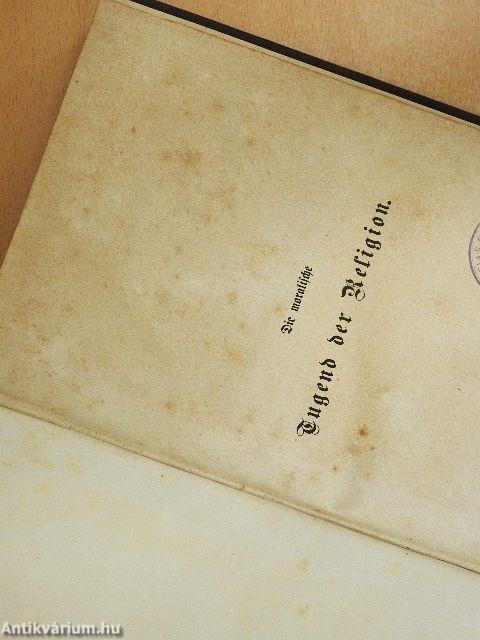 Die moralische
Tugend der Religion.
Antikvárium.hu